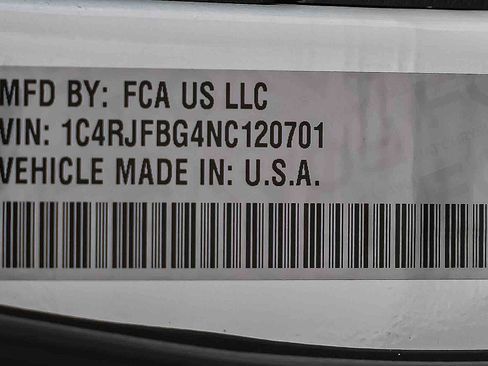 MFD BY: FCA US LLC
VIN: 1C4RJFBG4NC120701
VEHICLE MADE IN: U.S.A.